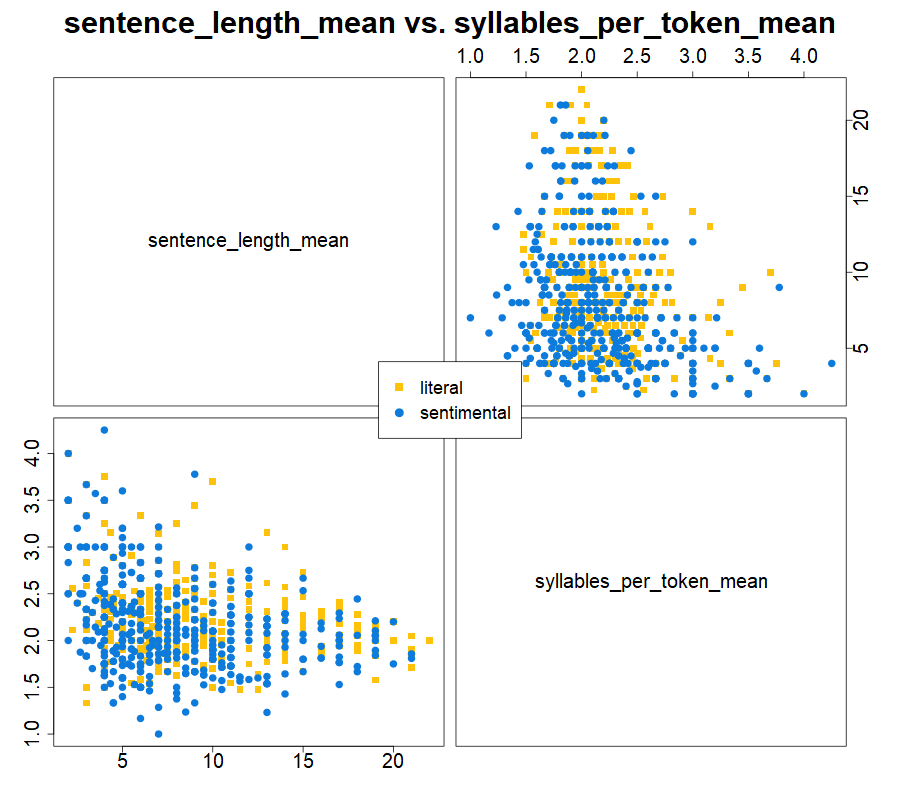 sentence_length_mean vs. syllables_per_token_mean
1.0 1.5 2.0 2.5 3.0 3.5 4.0
sentence_length_mean
5 10 15 20
literal
sentimental
1.0 1.5 2.0 2.5 3.0 3.5 4.0
syllables_per_token_mean
5 10 15 20